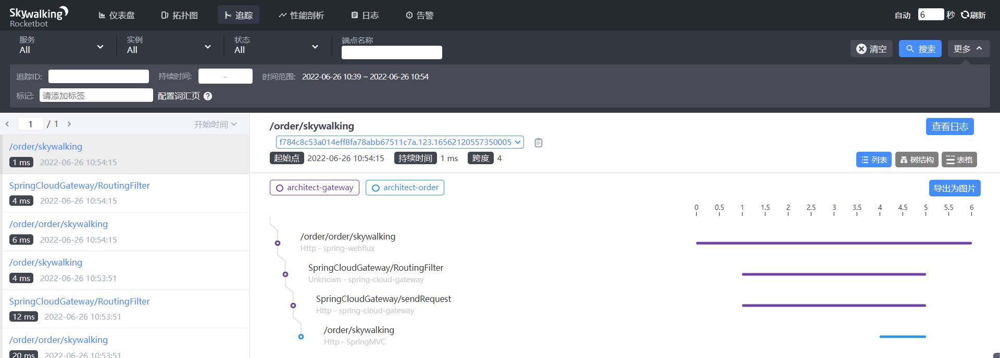 Skywalking
Rocketbot
仪表盘
拓扑图
追踪
性能剖析
日志
告警
自动 6 秒 刷新
服务
All
实例
All
状态
All
端点名称
清空
搜索
更多
追踪ID:
持续时间: -
时间范围: 2022-06-26 10:39 ~ 2022-06-26 10:54
标记: 请添加标签
配置词汇页 ?
1 / 1
开始时间
/order/skywalking
1 ms 2022-06-26 10:54:15
SpringCloudGateway/RoutingFilter
4 ms 2022-06-26 10:54:15
/order/order/skywalking
6 ms 2022-06-26 10:54:15
/order/skywalking
4 ms 2022-06-26 10:53:51
SpringCloudGateway/RoutingFilter
12 ms 2022-06-26 10:53:51
/order/order/skywalking
20 ms 2022-06-26 10:53:51
/order/skywalking
查看日志
f784c8c53a014eff8fa78abb67511c7a.123.16562120557350005
起始点 2022-06-26 10:54:15 持续时间 1 ms 跨度 4
列表
树结构
表格
architect-gateway
architect-order
导出为图片
0 0.5 1 1.5 2 2.5 3 3.5 4 4.5 5 5.5 6
/order/order/skywalking
Http - spring-webflux
SpringCloudGateway/RoutingFilter
Unknown - spring-cloud-gateway
SpringCloudGateway/sendRequest
Http - spring-cloud-gateway
/order/skywalking
Http - SpringMVC